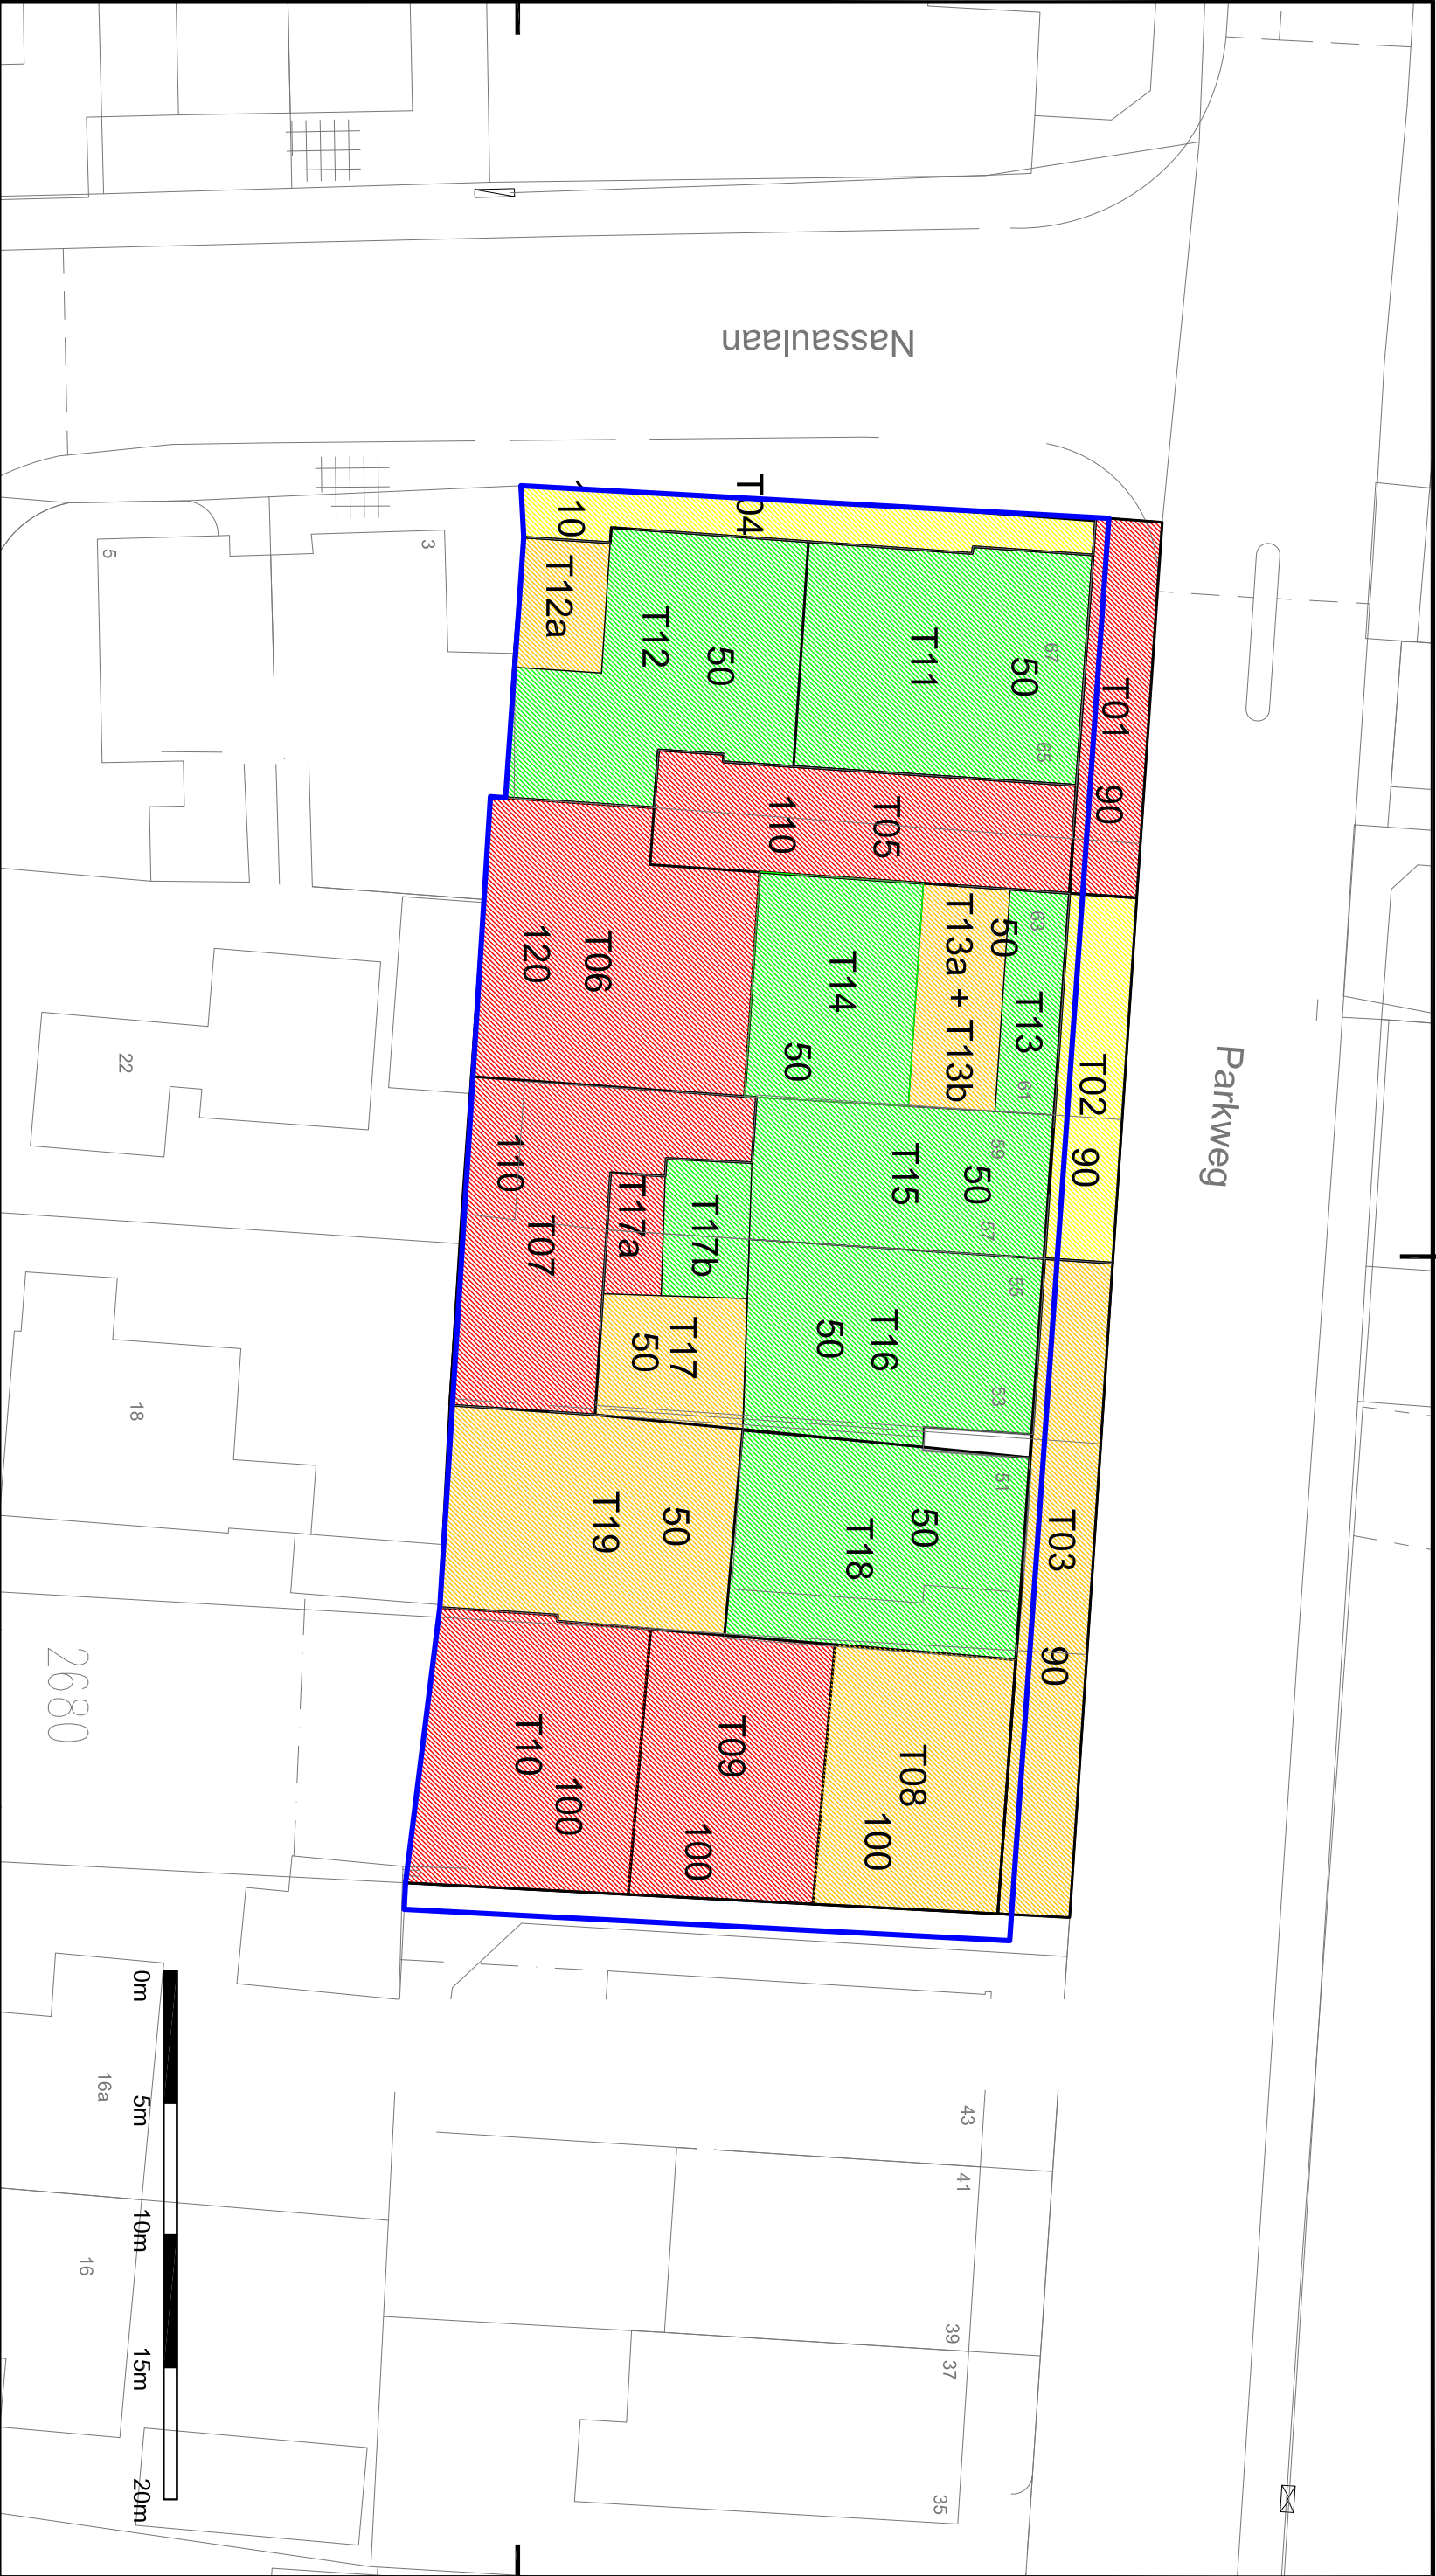 Nassaulaan
Parkweg
T04
110
T12a
T12
50
T11
50
67
65
T01
90
T05
110
T06
120
T14
50
T13a + T13b
50
T13
63
61
T02
90
T07
110
T17a
T17b
T17
50
T15
50
59
57
T16
50
55
53
T03
90
T19
50
T18
50
51
T10
100
T09
100
T08
100
5
3
22
18
2680
16a
16
43
41
39
37
35
0m
5m
10m
15m
20m